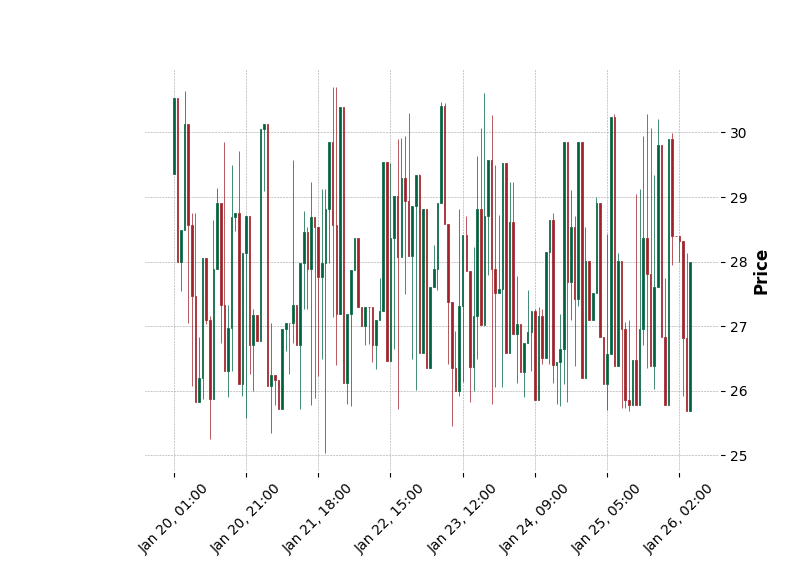 30
29
28
27
26
25
Price
Jan 20, 01:00
Jan 20, 21:00
Jan 21, 18:00
Jan 22, 15:00
Jan 23, 12:00
Jan 24, 09:00
Jan 25, 05:00
Jan 26, 02:00